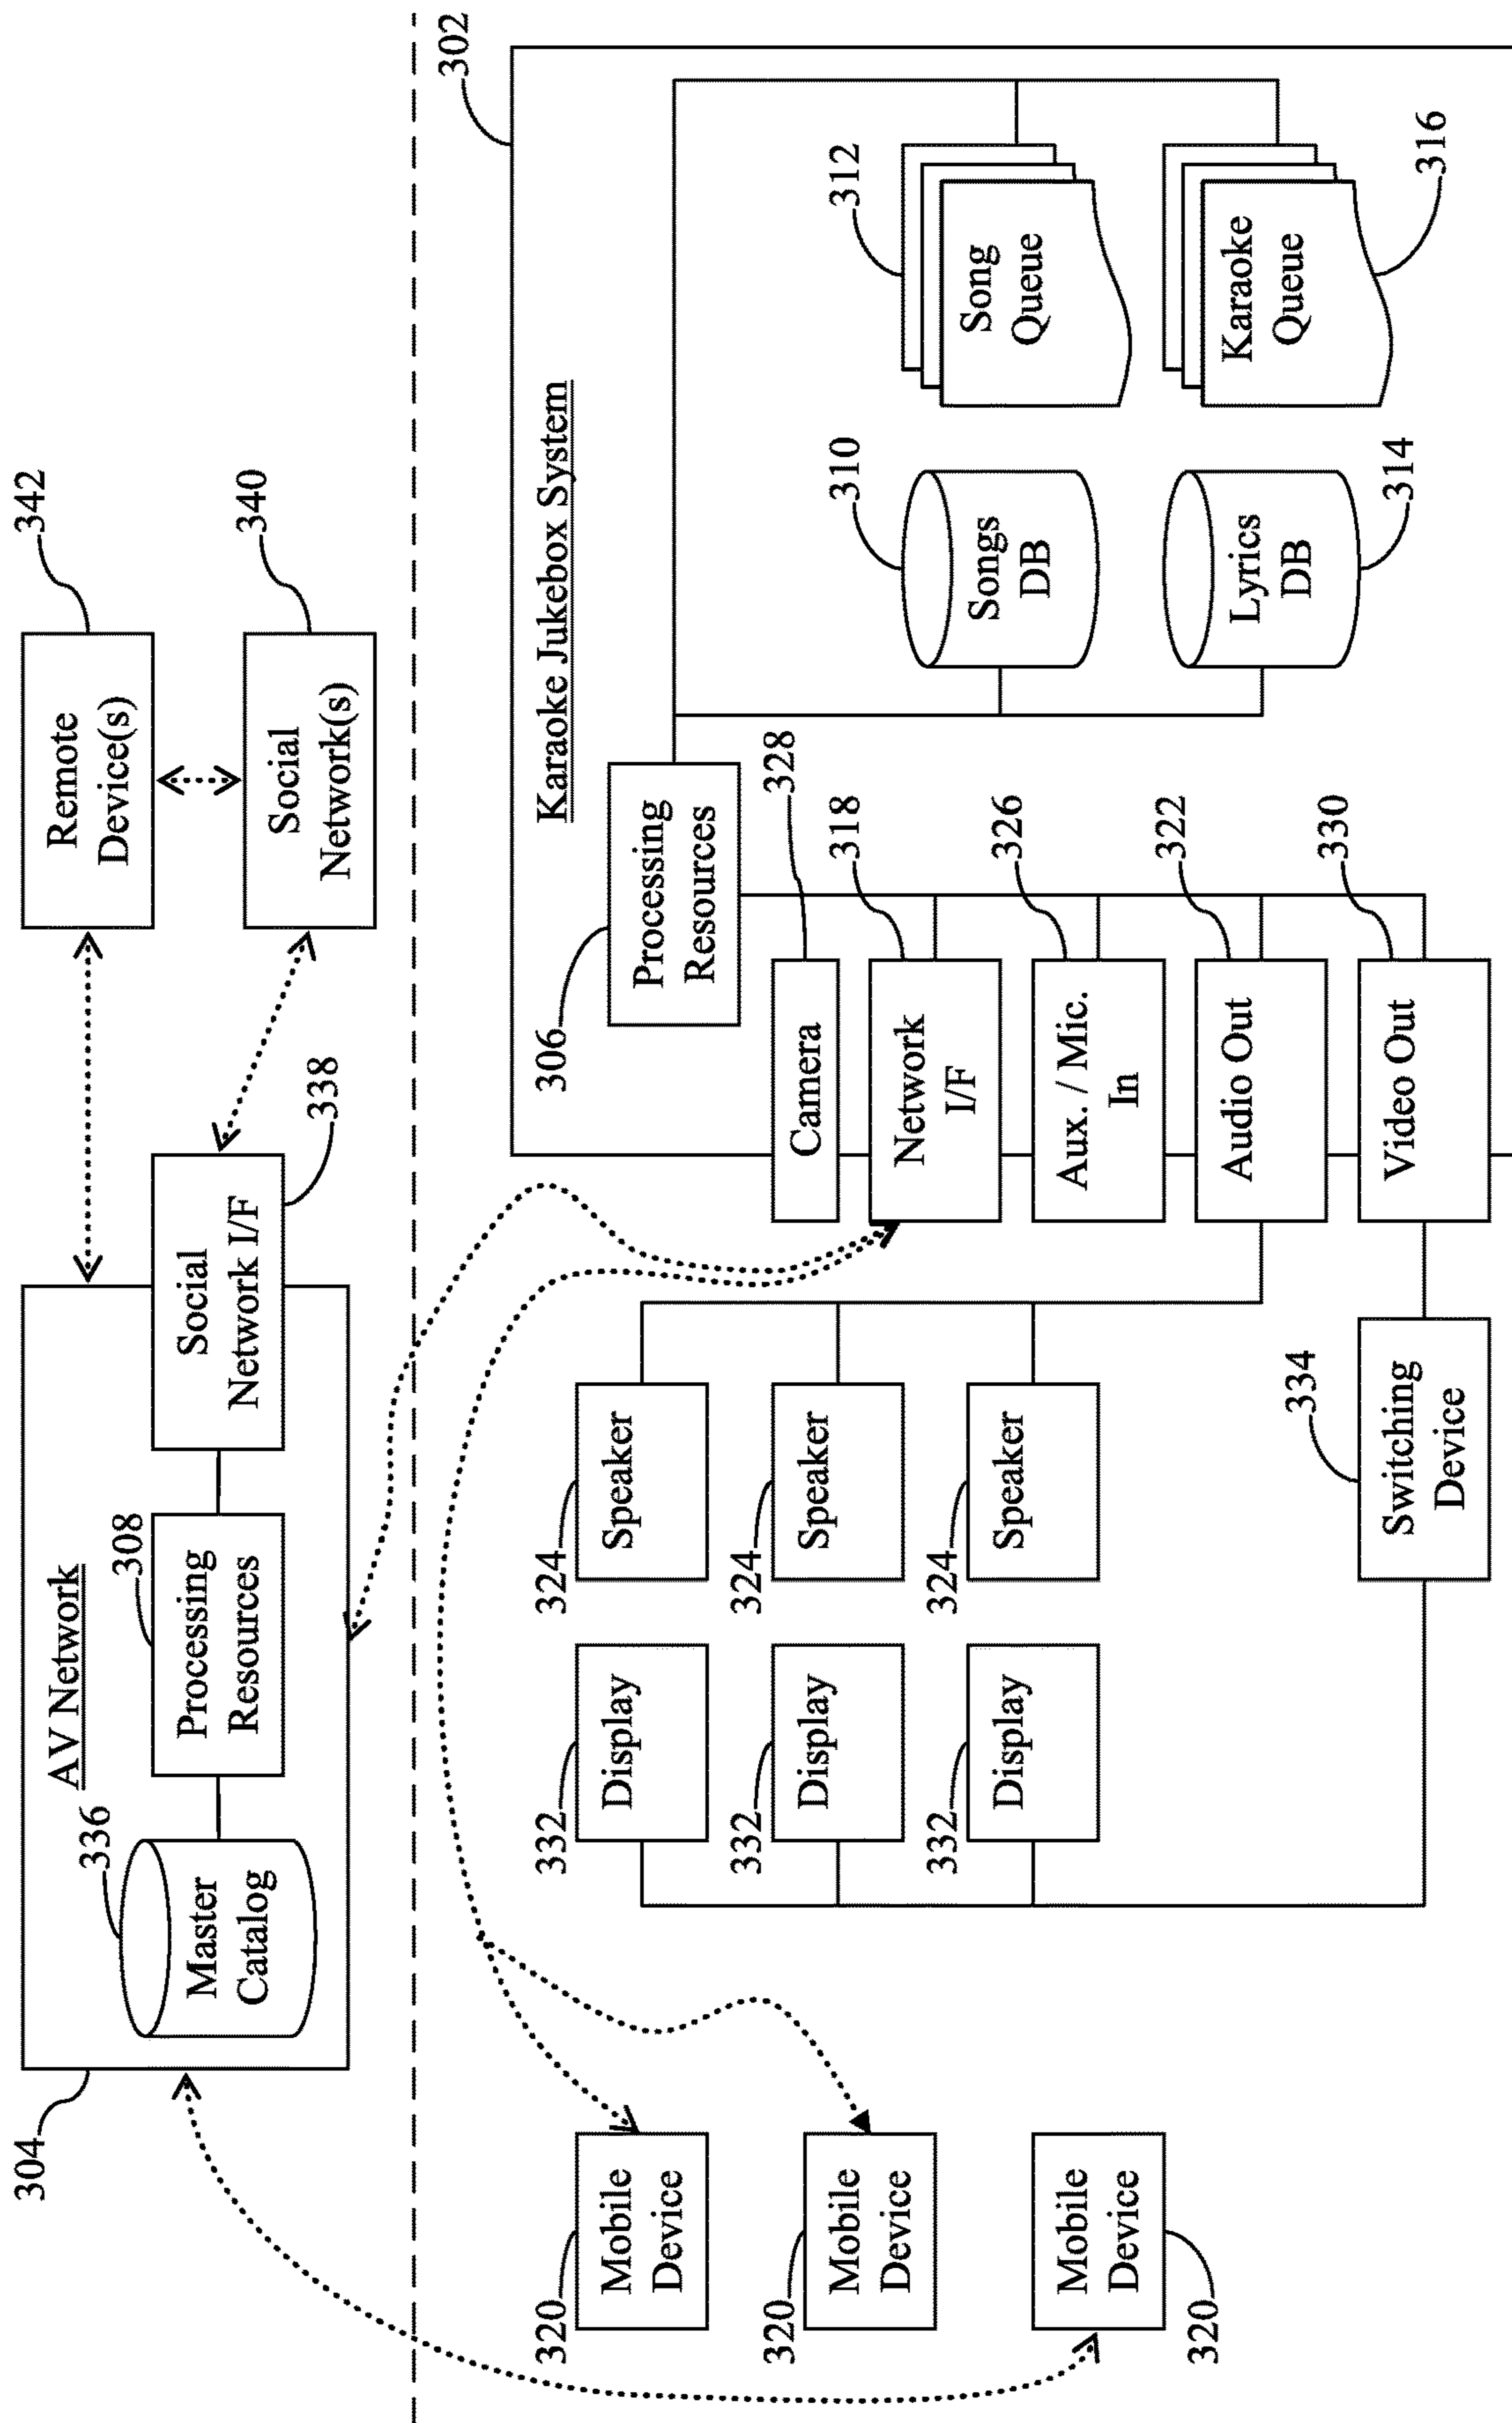 304
AV Network
336
Master
Catalog
308
Processing
Resources
Social
Network I/F
338
Remote
Device(s)
342
Social
Network(s)
340
302
Karaoke Jukebox System
306
Processing
Resources
Camera
328
Network
I/F
318
Aux. / Mic.
In
326
Audio Out
322
Video Out
330
310
Songs
DB
312
Song
Queue
Lyrics
DB
314
Karaoke
Queue
316
320
Mobile
Device
320
Mobile
Device
Mobile
Device
320
332
Display
324
Speaker
332
Display
324
Speaker
332
Display
324
Speaker
334
Switching
Device